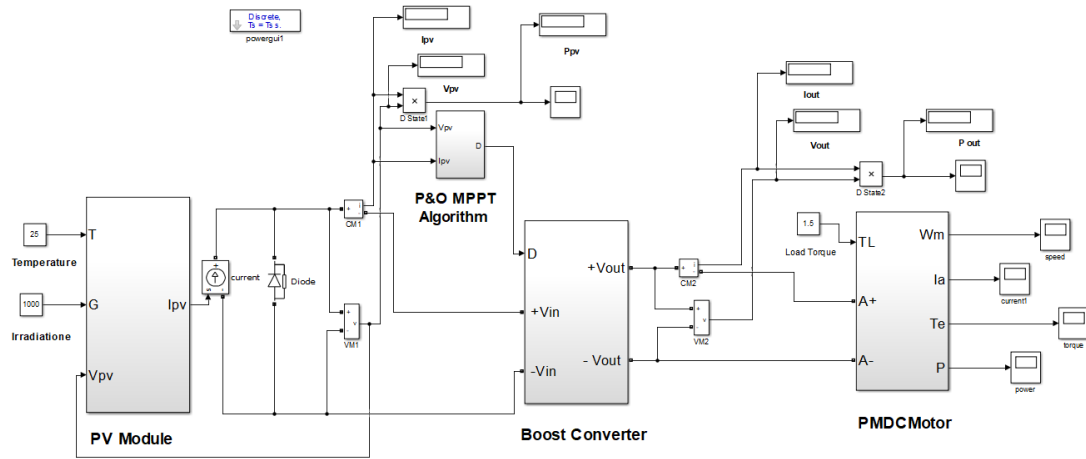 Discrete,
Ts = Ts s.
powergui1
Ipv
Ppv
Vpv
×
D State1
Vpv
Ipv
D
P&O MPPT
Algorithm
Iout
Vout
P out
×
D State2
25
Temperature
1000
Irradiatione
T
G
Vpv
Ipv
PV Module
+
s
-
current
Diode
+
-
i
CM1
+
-
v
VM1
D
+Vin
-Vin
+Vout
- Vout
Boost Converter
+
-
i
CM2
+
-
v
VM2
1.5
Load Torque
TL
A+
A-
Wm
Ia
Te
P
PMDCMotor
speed
current1
torque
power